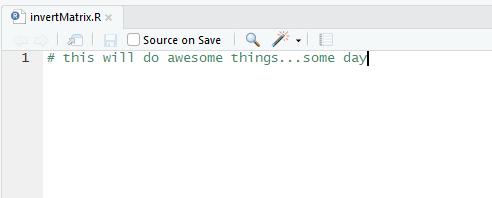 invertMatrix.R
Source on Save
1 # this will do awesome things...some day